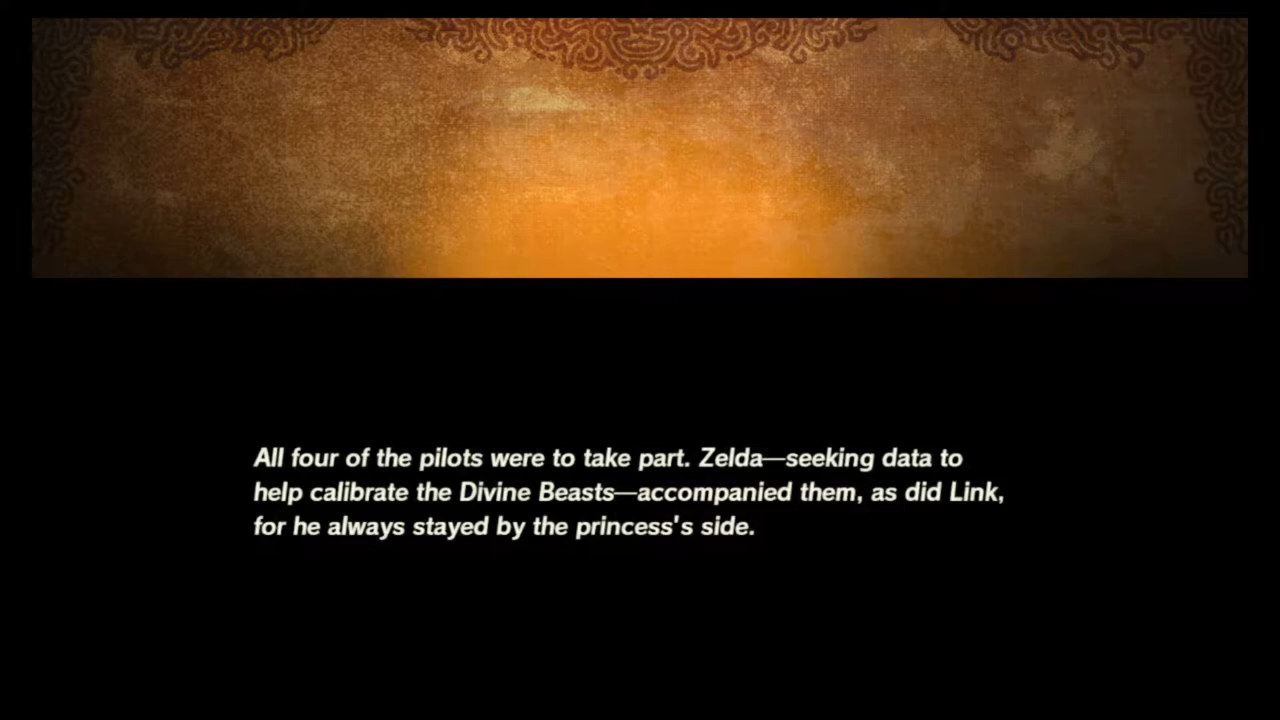 All four of the pilots were to take part. Zelda—seeking data to
help calibrate the Divine Beasts—accompanied them, as did Link,
for he always stayed by the princess's side.